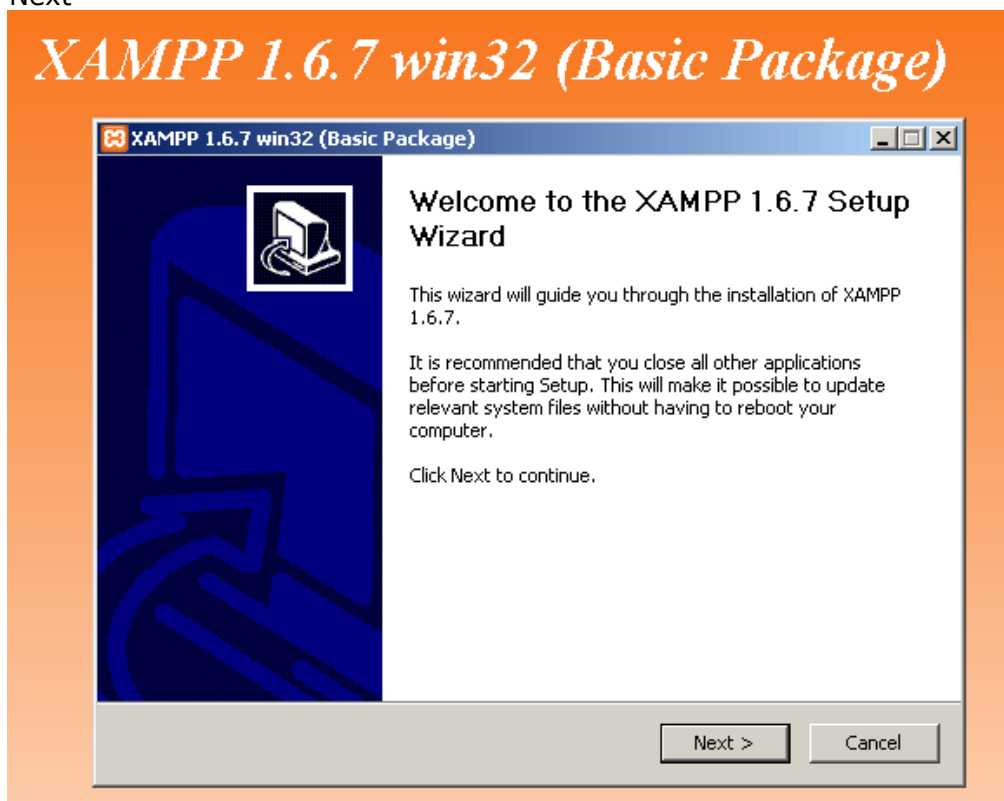 Next
XAMPP 1.6.7 win32 (Basic Package)
XAMPP 1.6.7 win32 (Basic Package)
Welcome to the XAMPP 1.6.7 Setup
Wizard
This wizard will guide you through the installation of XAMPP
1.6.7.
It is recommended that you close all other applications
before starting Setup. This will make it possible to update
relevant system files without having to reboot your
computer.
Click Next to continue.
Next >
Cancel